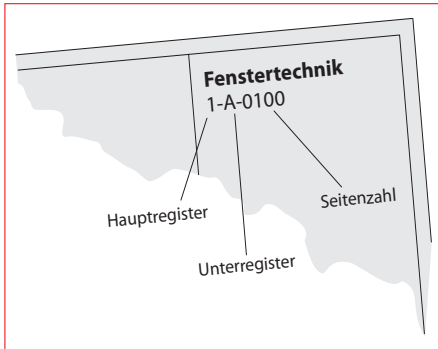 Fenstertechnik
1-A-0100
Hauptregister
Seitenzahl
Unterregister